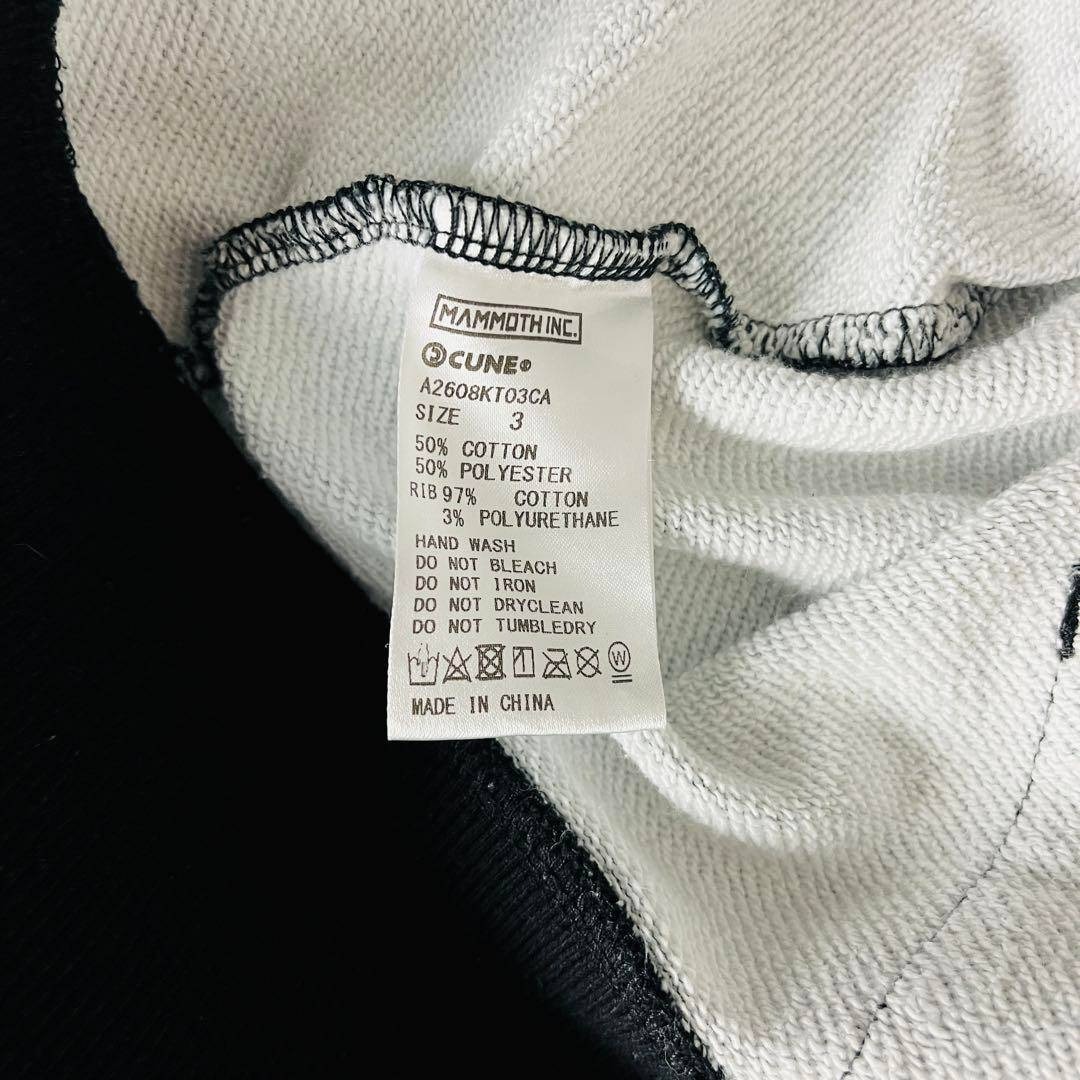 MAMMOTH INC.
CUNE®
A2608KT03CA
SIZE 3
50% COTTON
50% POLYESTER
RIB 97% COTTON
3% POLYURETHANE
HAND WASH
DO NOT BLEACH
DO NOT IRON
DO NOT DRYCLEAN
DO NOT TUMBLEDRY
W
MADE IN CHINA